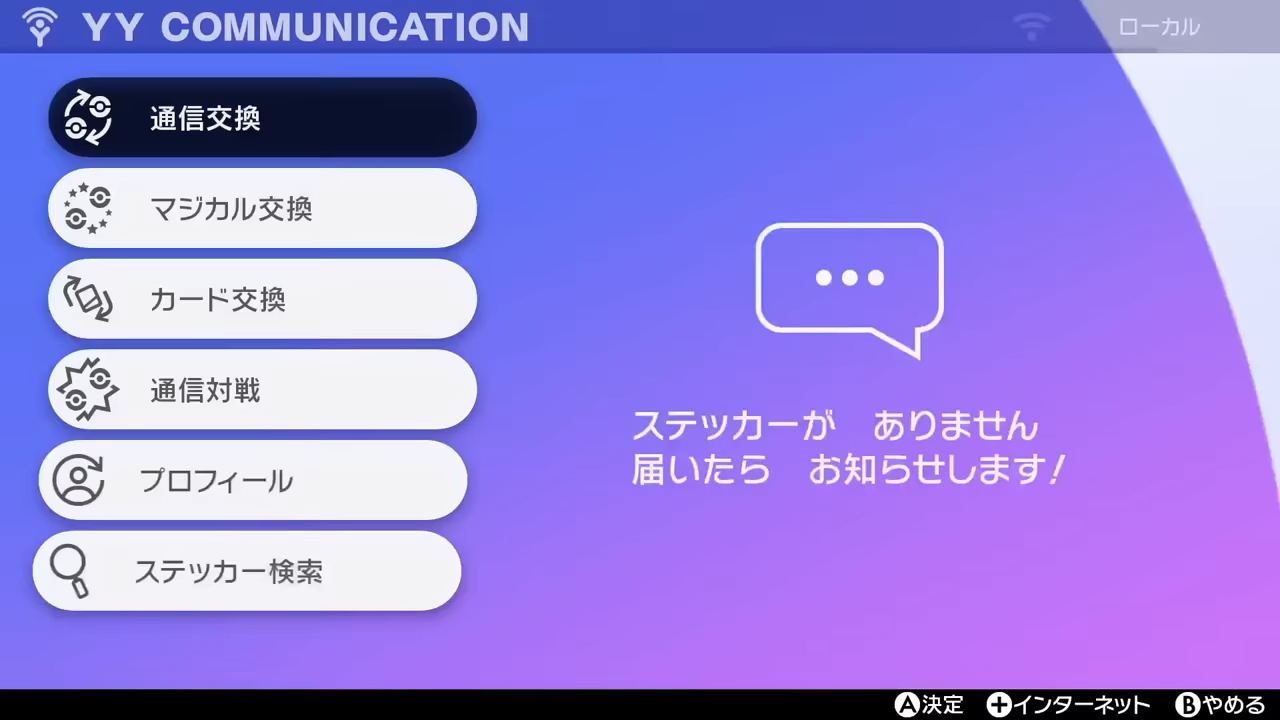 YY COMMUNICATION
ローカル
通信交換
マジカル交換
カード交換
通信対戦
プロフィール
ステッカー検索
ステッカーが ありません
届いたら お知らせします!
A決定 +インターネット Bやめる